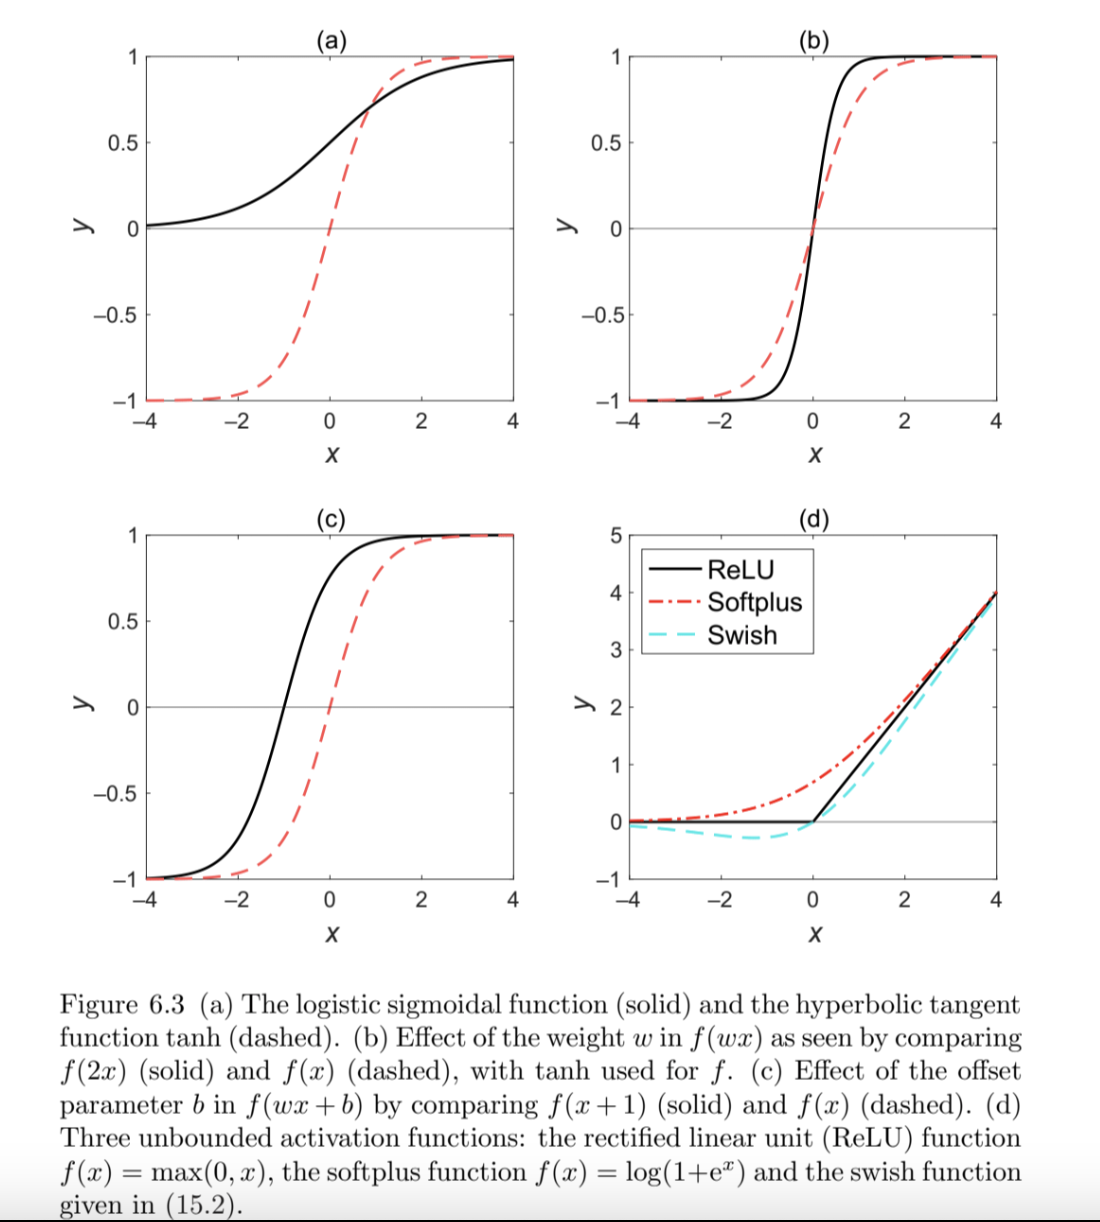 (a)
1
0.5
0
−0.5
−1
−4 −2 0 2 4
x
y
(b)
1
0.5
0
−0.5
−1
−4 −2 0 2 4
x
y
(c)
1
0.5
0
−0.5
−1
−4 −2 0 2 4
x
y
(d)
5
4
3
2
1
0
−1
ReLU
Softplus
Swish
−4 −2 0 2 4
x
y
Figure 6.3 (a) The logistic sigmoidal function (solid) and the hyperbolic tangent
function tanh (dashed). (b) Effect of the weight w in f(wx) as seen by comparing
f(2x) (solid) and f(x) (dashed), with tanh used for f. (c) Effect of the offset
parameter b in f(wx + b) by comparing f(x + 1) (solid) and f(x) (dashed). (d)
Three unbounded activation functions: the rectified linear unit (ReLU) function
f(x) = max(0, x), the softplus function f(x) = log(1+eˣ) and the swish function
given in (15.2).